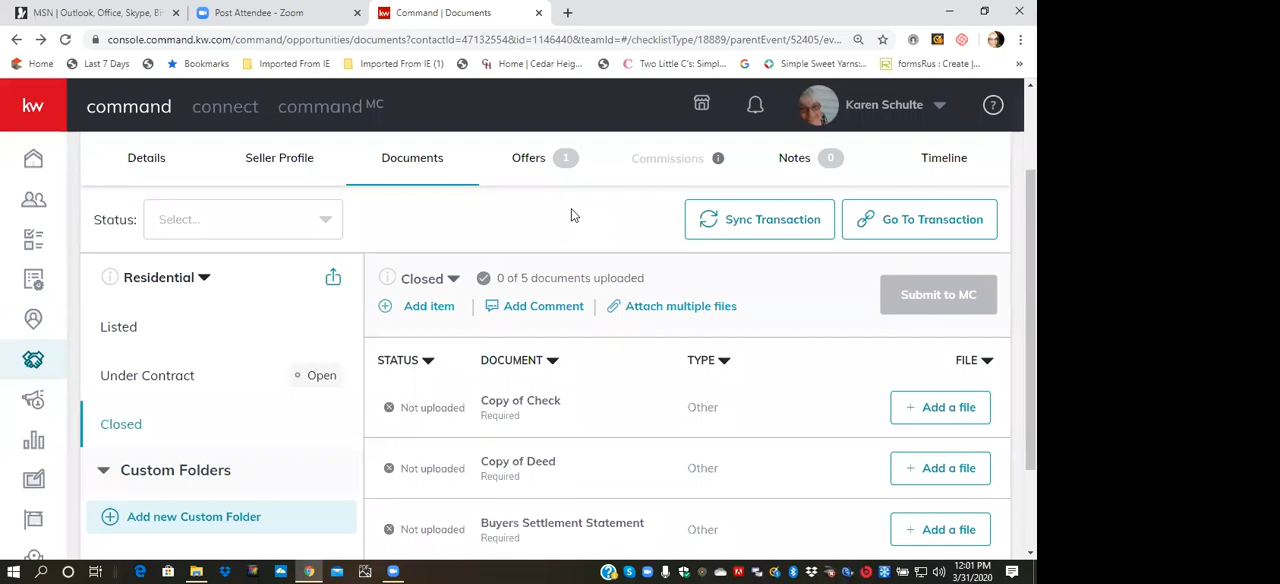 MSN | Outlook, Office, Skype, Bi
Post Attendee - Zoom
Command | Documents
console.command.kw.com/command/opportunities/documents?contactId=47132554&id=1146440&teamId=#/checklistType/18889/parentEvent/52405/ev...
Home
Last 7 Days
Bookmarks
Imported From IE
Imported From IE (1)
Home | Cedar Heig...
Two Little C's: Simpl...
Simple Sweet Yarns:...
formsRus : Create |...
kw
command
connect
command MC
Karen Schulte
Details
Seller Profile
Documents
Offers 1
Commissions
Notes 0
Timeline
Status: Select...
Sync Transaction
Go To Transaction
Residential
Closed
0 of 5 documents uploaded
Submit to MC
Add item
Add Comment
Attach multiple files
Listed
Under Contract
Open
Closed
Custom Folders
Add new Custom Folder
STATUS
DOCUMENT
TYPE
FILE
Not uploaded
Copy of Check
Required
Other
+ Add a file
Not uploaded
Copy of Deed
Required
Other
+ Add a file
Not uploaded
Buyers Settlement Statement
Required
Other
+ Add a file
12:01 PM
3/31/2020